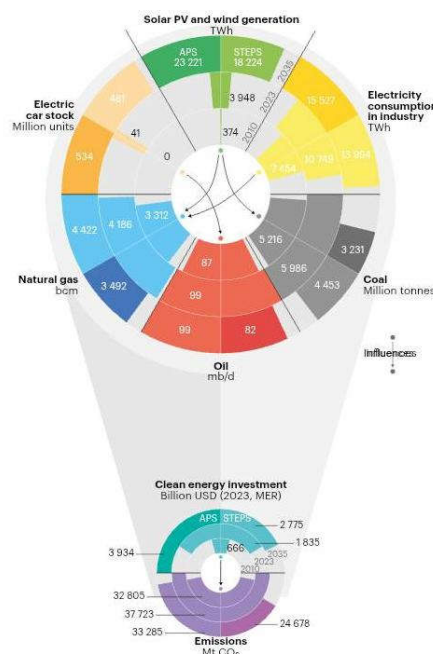 Solar PV and wind generation
TWh
APS
23 221
STEPS
18 224
3 948
374
2035
2023
2010
Electric
car stock
Million units
481
534
41
0
Electricity
consumption
in industry
TWh
15 527
13 994
10 749
7 454
Natural gas
bcm
4 422
4 186
3 312
3 492
Coal
Million tonnes
3 231
5 216
5 986
4 453
87
99
99
82
Oil
mb/d
Influences
Clean energy investment
Billion USD (2023, MER)
APS
STEPS
2 775
1 835
666
3 934
2035
2023
2010
32 805
37 723
33 285
24 678
Emissions
Mt CO₂